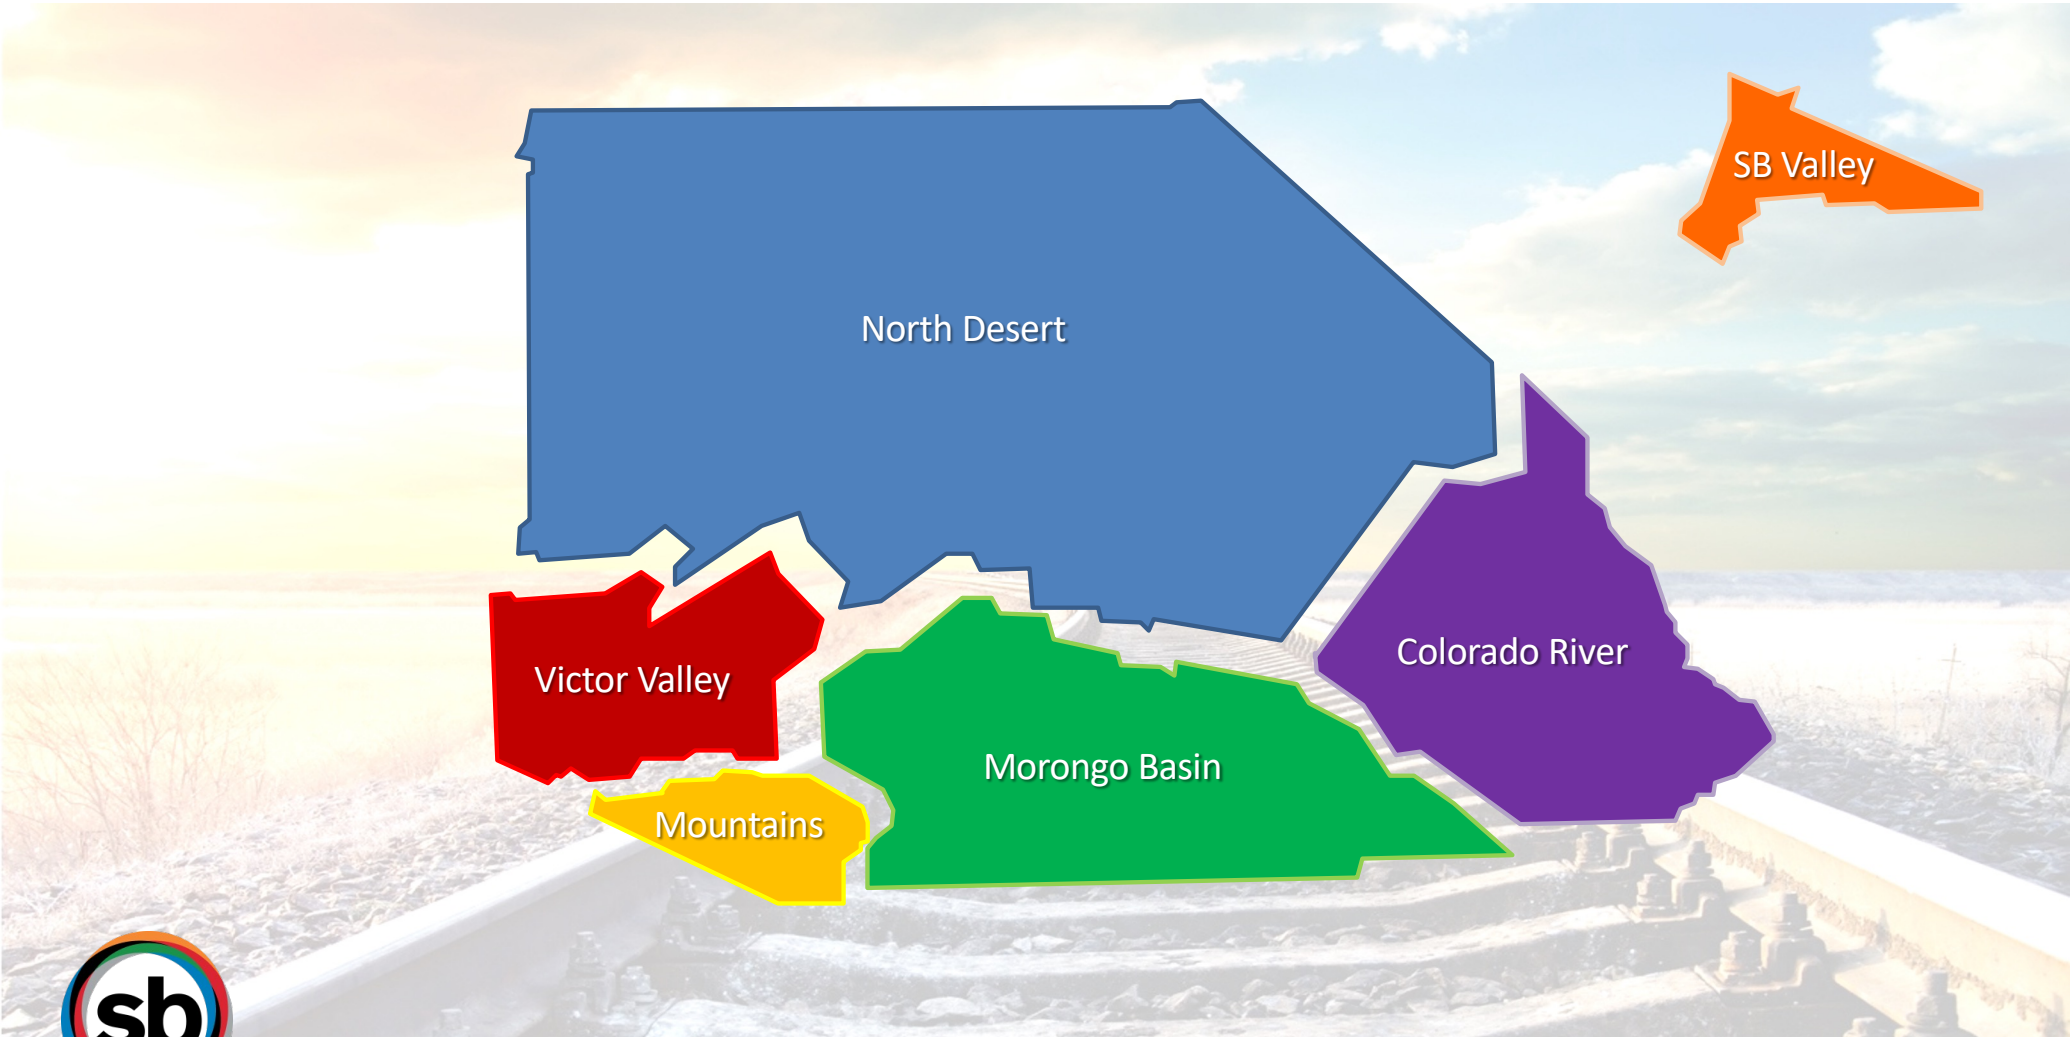 SB Valley
North Desert
Colorado River
Victor Valley
Morongo Basin
Mountains
sb